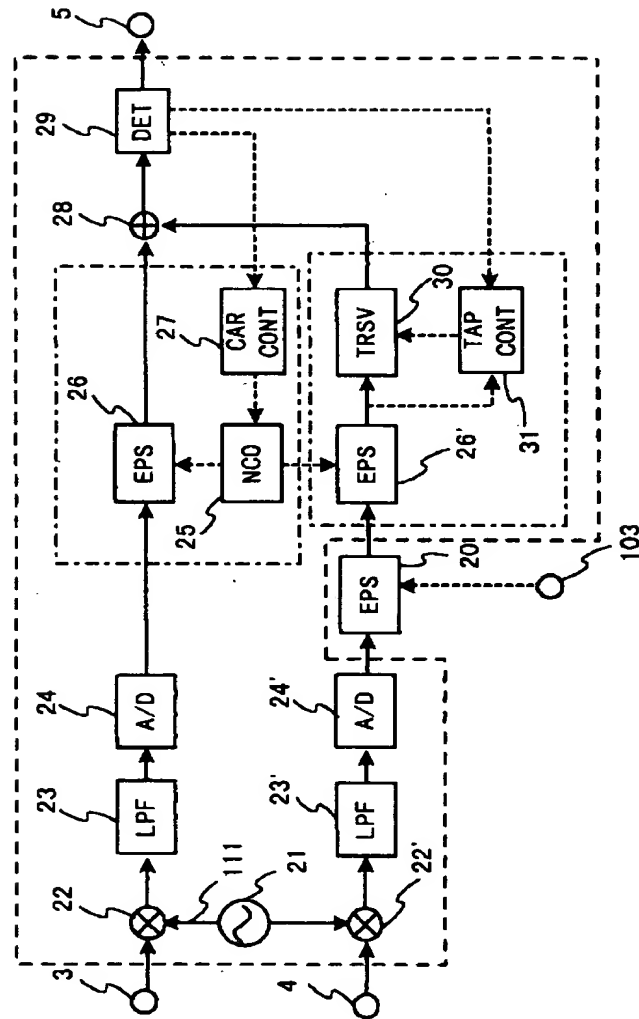 3
22
111
21
4
22'
23
LPF
24
A/D
23'
LPF
24'
A/D
26
EPS
25
NCO
27
CAR
CONT
28
29
DET
5
EPS
20
103
EPS
26'
TRSV
30
TAP
CONT
31